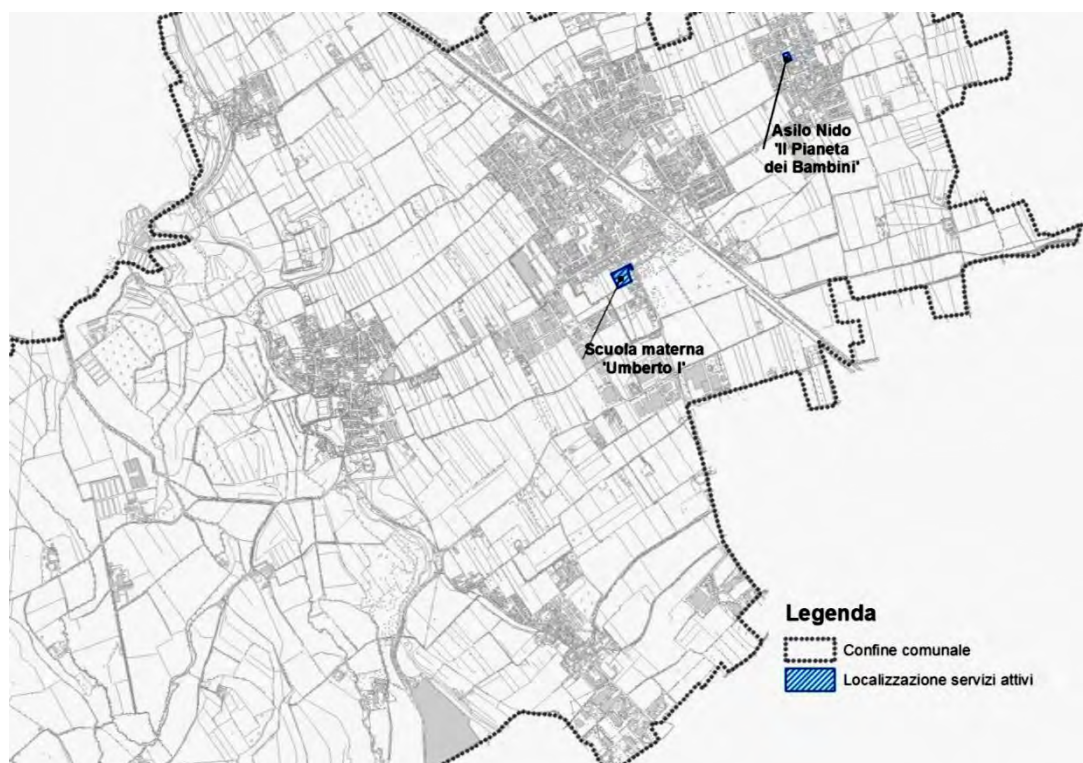 Asilo Nido
'Il Pianeta
dei Bambini'
Scuola materna
'Umberto I'
Legenda
Confine comunale
Localizzazione servizi attivi